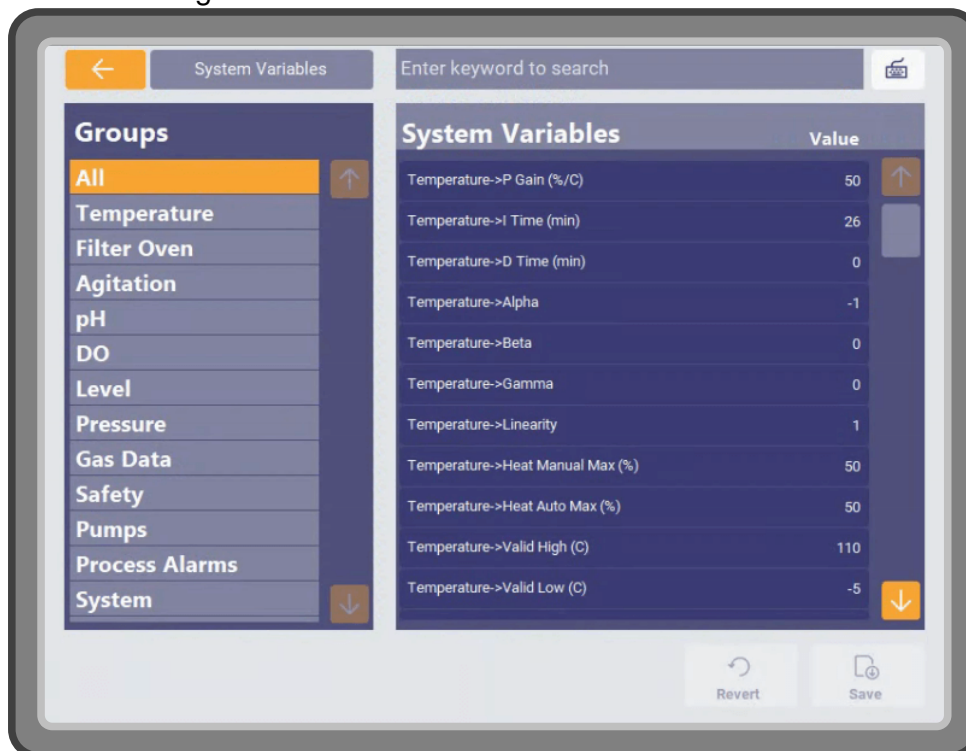 System Variables
Enter keyword to search
Groups
All
Temperature
Filter Oven
Agitation
pH
DO
Level
Pressure
Gas Data
Safety
Pumps
Process Alarms
System
System Variables Value
Temperature->P Gain (%/C) 50
Temperature->I Time (min) 26
Temperature->D Time (min) 0
Temperature->Alpha -1
Temperature->Beta 0
Temperature->Gamma 0
Temperature->Linearity 1
Temperature->Heat Manual Max (%) 50
Temperature->Heat Auto Max (%) 50
Temperature->Valid High (C) 110
Temperature->Valid Low (C) -5
Revert
Save